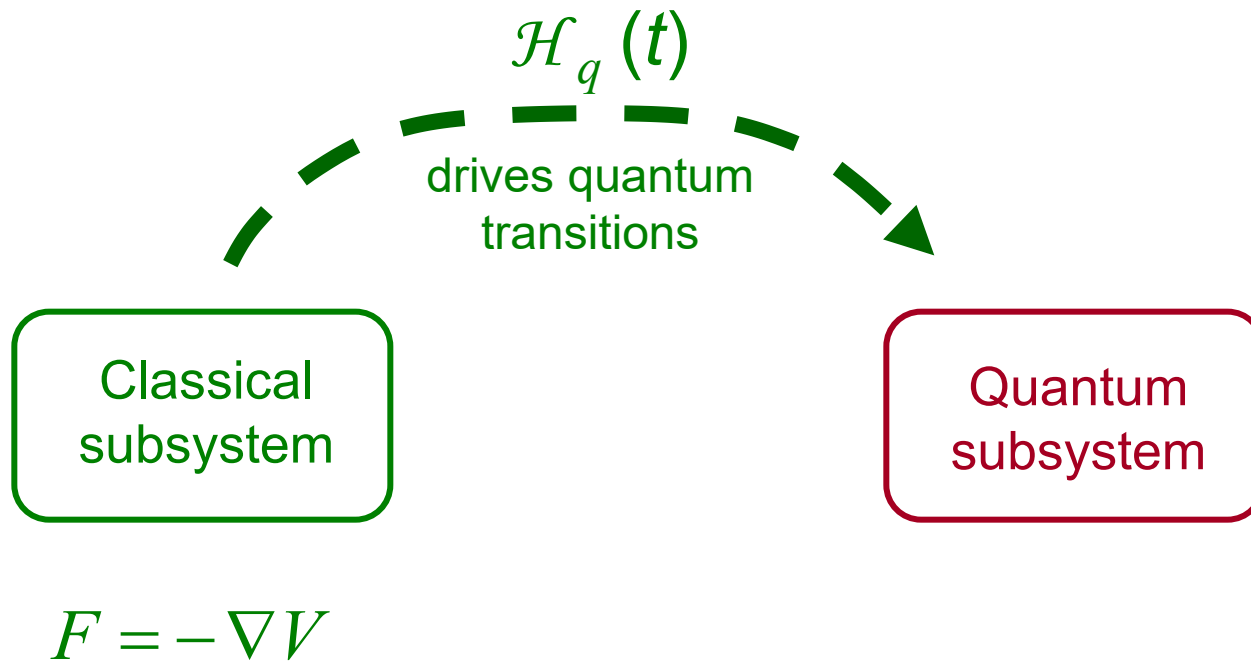 ℋ_q (t)
drives quantum
transitions
Classical
subsystem
Quantum
subsystem
F = − ∇V